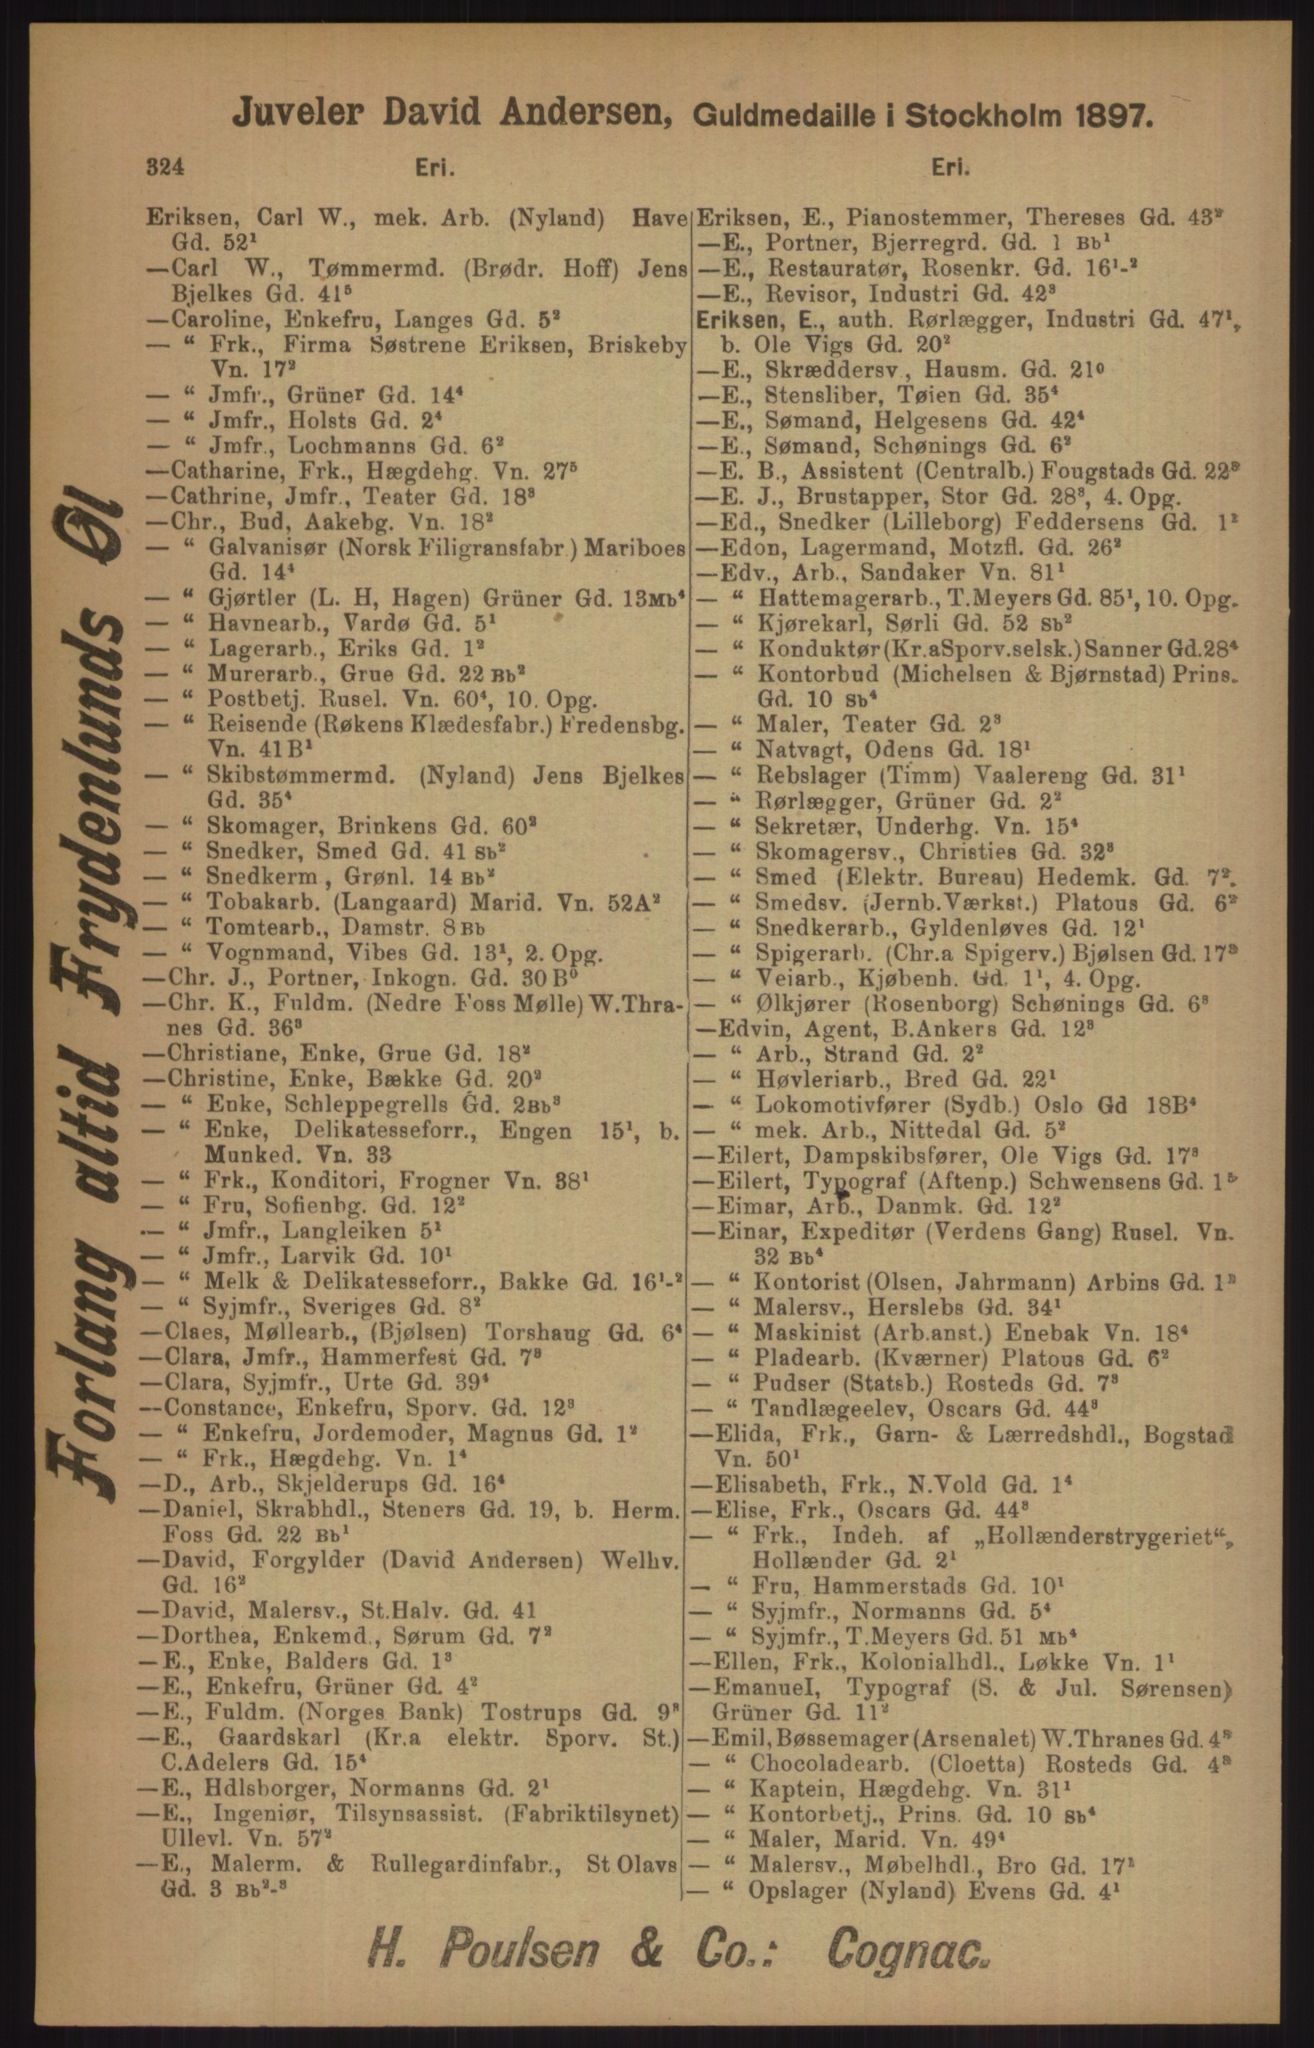 Juveler David Andersen, Guldmedaille i Stockholm 1897.
324 Eri. Eri.
Forlang altid Frydenlunds Øl
Eriksen, Carl W., mek. Arb. (Nyland) Have
Gd. 52¹
—Carl W., Tømmermd. (Brødr. Hoff) Jens
Bjelkes Gd. 41⁵
—Caroline, Enkefru, Langes Gd. 5²
— “ Frk., Firma Søstrene Eriksen, Briskeby
Vn. 17²
— “ Jmfr., Grüner Gd. 14⁴
— “ Jmfr., Holsts Gd. 2⁴
— “ Jmfr., Lochmanns Gd. 6²
—Catharine, Frk., Hægdehg. Vn. 27⁵
—Cathrine, Jmfr., Teater Gd. 18³
—Chr., Bud, Aakebg. Vn. 18²
— “ Galvanisør (Norsk Filigransfabr.) Mariboes
Gd. 14⁴
— “ Gjørtler (L. H, Hagen) Grüner Gd. 13Mb⁴
— “ Havnearb., Vardø Gd. 5¹
— “ Lagerarb., Eriks Gd. 1²
— “ Murerarb., Grue Gd. 22 Bb²
— “ Postbetj. Rusel. Vn. 60⁴, 10. Opg.
— “ Reisende (Røkens Klædesfabr.) Fredensbg.
Vn. 41B¹
— “ Skibstømmermd. (Nyland) Jens Bjelkes
Gd. 35⁴
— “ Skomager, Brinkens Gd. 60²
— “ Snedker, Smed Gd. 41 Sb²
— “ Snedkerm, Grønl. 14 Bb²
— “ Tobakarb. (Langaard) Marid. Vn. 52A²
— “ Tomtearb., Damstr. 8Bb
— “ Vognmand, Vibes Gd. 13¹, 2. Opg.
—Chr. J., Portner, Inkogn. Gd. 30B⁰
—Chr. K., Fuldm. (Nedre Foss Mølle) W.Thra-
nes Gd. 36³
—Christiane, Enke, Grue Gd. 18²
—Christine, Enke, Bække Gd. 20²
— “ Enke, Schleppegrells Gd. 2Bb³
— “ Enke, Delikatesseforr., Engen 15¹, b.
Munked. Vn. 33
— “ Frk., Konditori, Frogner Vn. 38¹
— “ Fru, Sofienbg. Gd. 12²
— “ Jmfr., Langleiken 5¹
— “ Jmfr., Larvik Gd. 10¹
— “ Melk & Delikatesseforr., Bakke Gd. 16¹-²
— “ Syjmfr., Sveriges Gd. 8²
—Claes, Møllearb., (Bjølsen) Torshaug Gd. 6⁴
—Clara, Jmfr., Hammerfest Gd. 7³
—Clara, Syjmfr., Urte Gd. 39⁴
—Constance, Enkefru, Sporv. Gd. 12³
— “ Enkefru, Jordemoder, Magnus Gd. 1²
— “ Frk., Hægdehg. Vn. 1⁴
—D., Arb., Skjelderups Gd. 16⁴
—Daniel, Skrabhdl., Steners Gd. 19, b. Herm.
Foss Gd. 22 Bb¹
—David, Forgylder (David Andersen) Welhv.
Gd. 16²
—David, Malersv., St.Halv. Gd. 41
—Dorthea, Enkemd., Sørum Gd. 7²
—E., Enke, Balders Gd. 1³
—E., Enkefru, Grüner Gd. 4²
—E., Fuldm. (Norges Bank) Tostrups Gd. 9³
—E., Gaardskarl (Kr.a elektr. Sporv. St.)
C.Adelers Gd. 15⁴
—E., Hdlsborger, Normanns Gd. 2¹
—E., Ingeniør, Tilsynsassist. (Fabriktilsynet)
Ullevl. Vn. 57²
—E., Malerm. & Rullegardinfabr., St Olavs
Gd. 3 Bb²-³
Eriksen, E., Pianostemmer, Thereses Gd. 43²
—E., Portner, Bjerregrd. Gd. 1 Bb¹
—E., Restauratør, Rosenkr. Gd. 16¹-²
—E., Revisor, Industri Gd. 42³
Eriksen, E., auth. Rørlægger, Industri Gd. 47¹,
b. Ole Vigs Gd. 20²
—E., Skræddersv, Hausm. Gd. 21⁰
—E., Stensliber, Tøien Gd. 35⁴
—E., Sømand, Helgesens Gd. 42⁴
—E., Sømand, Schønings Gd. 6²
—E. B., Assistent (Centralb.) Fougstads Gd. 22³
—E. J., Brustapper, Stor Gd. 28³, 4. Opg.
—Ed., Snedker (Lilleborg) Feddersens Gd. 1²
—Edon, Lagermand, Motzfl. Gd. 26²
—Edv., Arb., Sandaker Vn. 81¹
— “ Hattemagerarb., T.Meyers Gd. 85¹, 10. Opg.
— “ Kjørekarl, Sørli Gd. 52 Sb²
— “ Konduktør (Kr.aSporv.selsk.) Sanner Gd.28⁴
— “ Kontorbud (Michelsen & Bjørnstad) Prins.
Gd. 10 Sb⁴
— “ Maler, Teater Gd. 2³
— “ Natvagt, Odens Gd. 18¹
— “ Rebslager (Timm) Vaalereng Gd. 31¹
— “ Rørlægger, Grüner Gd. 2²
— “ Sekretær, Underhg. Vn. 15⁴
— “ Skomagersv., Christies Gd. 32³
— “ Smed (Elektr. Bureau) Hedemk. Gd. 7².
— “ Smedsv. (Jernb.Værkst.) Platous Gd. 6²
— “ Snedkerarb., Gyldenløves Gd. 12¹
— “ Spigerarb. (Chr.a Spigerv.) Bjølsen Gd. 17³
— “ Veiarb., Kjøbenh. Gd. 1¹, 4. Opg.
— “ Ølkjører (Rosenborg) Schønings Gd. 6³
—Edvin, Agent, B.Ankers Gd. 12³
— “ Arb., Strand Gd. 2²
— “ Høvleriarb., Bred Gd. 22¹
— “ Lokomotivfører (Sydb.) Oslo Gd 18B⁴
— “ mek. Arb., Nittedal Gd. 5²
—Eilert, Dampskibsfører, Ole Vigs Gd. 17³
—Eilert, Typograf (Aftenp.) Schwensens Gd. 1³
—Eimar, Arb., Danmk. Gd. 12²
—Einar, Expeditør (Verdens Gang) Rusel. Vn.
32 Bb⁴
— “ Kontorist (Olsen, Jahrmann) Arbins Gd. 1³
— “ Malersv., Herslebs Gd. 34¹
— “ Maskinist (Arb.anst.) Enebak Vn. 18⁴
— “ Pladearb. (Kværner) Platous Gd. 6²
— “ Pudser (Statsb.) Rosteds Gd. 7³
— “ Tandlægeelev, Oscars Gd. 44³
—Elida, Frk., Garn- & Lærredshdl., Bogstad
Vn. 50¹
—Elisabeth, Frk., N.Vold Gd. 1⁴
—Elise, Frk., Oscars Gd. 44³
— “ Frk., Indeh. af „Hollænderstrygeriet“,
Hollænder Gd. 2¹
— “ Fru, Hammerstads Gd. 10¹
— “ Syjmfr., Normanns Gd. 5⁴
— “ Syjmfr., T.Meyers Gd. 51 Mb⁴
—Ellen, Frk., Kolonialhdl., Løkke Vn. 1¹
—Emanuel, Typograf (S. & Jul. Sørensen)
Grüner Gd. 11²
—Emil, Bøssemager (Arsenalet) W.Thranes Gd. 4³
— “ Chocoladearb. (Cloetta) Rosteds Gd. 4³
— “ Kaptein, Hægdehg. Vn. 31¹
— “ Kontorbetj., Prins. Gd. 10 Sb⁴
— “ Maler, Marid. Vn. 49⁴
— “ Malersv., Møbelhdl., Bro Gd. 17¹
— “ Opslager (Nyland) Evens Gd. 4¹
H. Poulsen & Co.: Cognac.